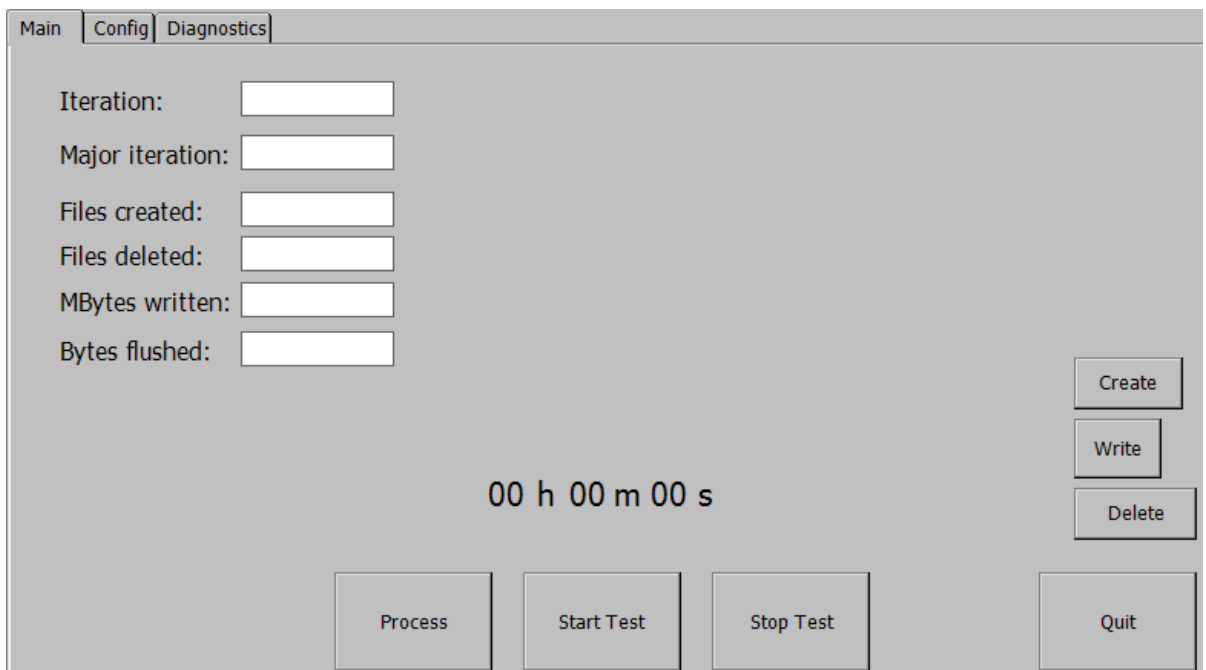 Main Config Diagnostics
Iteration:
Major iteration:
Files created:
Files deleted:
MBytes written:
Bytes flushed:
Create
Write
00 h 00 m 00 s
Delete
Process Start Test Stop Test Quit